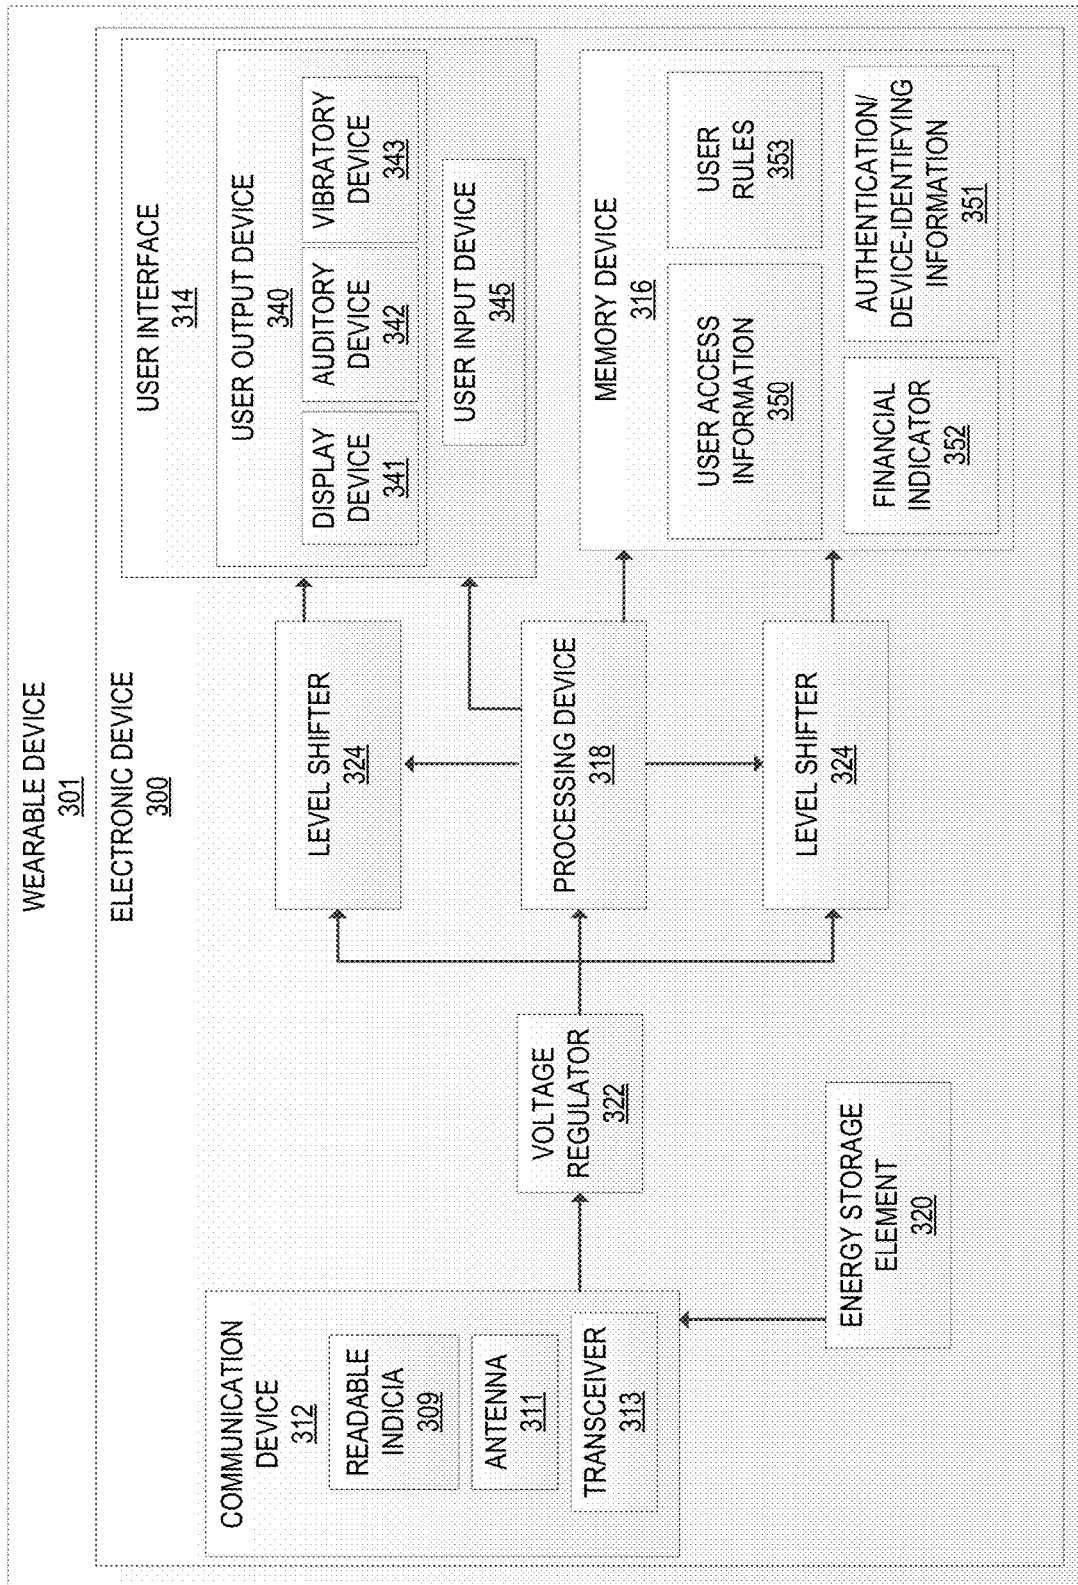 WEARABLE DEVICE
301
ELECTRONIC DEVICE
300
COMMUNICATION
DEVICE
312
READABLE
INDICIA
309
ANTENNA
311
TRANSCEIVER
313
ENERGY STORAGE
ELEMENT
320
VOLTAGE
REGULATOR
322
LEVEL SHIFTER
324
PROCESSING DEVICE
318
LEVEL SHIFTER
324
USER INTERFACE
314
USER OUTPUT DEVICE
340
DISPLAY
DEVICE
341
AUDITORY
DEVICE
342
VIBRATORY
DEVICE
343
USER INPUT DEVICE
345
MEMORY DEVICE
316
USER ACCESS
INFORMATION
350
USER
RULES
353
FINANCIAL
INDICATOR
352
AUTHENTICATION/
DEVICE-IDENTIFYING
INFORMATION
351